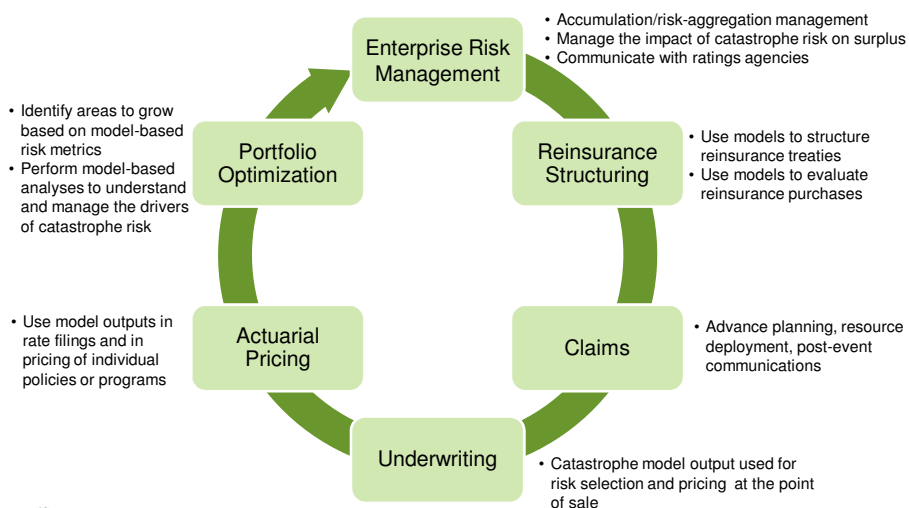 Enterprise Risk
Management
• Accumulation/risk-aggregation management
• Manage the impact of catastrophe risk on surplus
• Communicate with ratings agencies
Reinsurance
Structuring
• Use models to structure
reinsurance treaties
• Use models to evaluate
reinsurance purchases
Claims
• Advance planning, resource
deployment, post-event
communications
Underwriting
• Catastrophe model output used for
risk selection and pricing at the point
of sale
Actuarial
Pricing
• Use model outputs in
rate filings and in
pricing of individual
policies or programs
Portfolio
Optimization
• Identify areas to grow
based on model-based
risk metrics
• Perform model-based
analyses to understand
and manage the drivers
of catastrophe risk